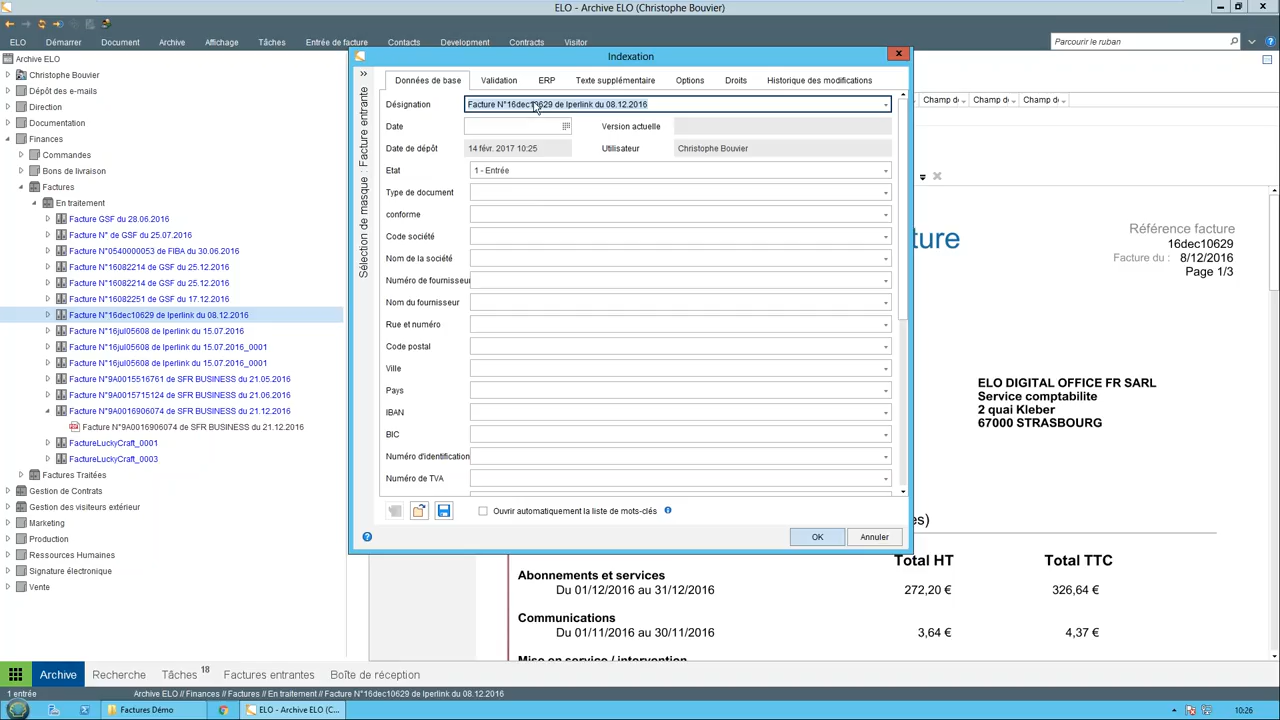 ELO - Archive ELO (Christophe Bouvier)
ELO Démarrer Document Archive Affichage Tâches Entrée de facture Contacts Development Contracts Visitor
Parcourir le ruban
Archive ELO
Christophe Bouvier
Dépôt des e-mails
Direction
Documentation
Finances
Commandes
Bons de livraison
Factures
En traitement
Facture GSF du 28.06.2016
Facture N° de GSF du 25.07.2016
Facture N°0540000053 de FIBA du 30.06.2016
Facture N°16082214 de GSF du 25.12.2016
Facture N°16082214 de GSF du 25.12.2016
Facture N°16082251 de GSF du 17.12.2016
Facture N°16dec10629 de Iperlink du 08.12.2016
Facture N°16jul05608 de Iperlink du 15.07.2016
Facture N°16jul05608 de Iperlink du 15.07.2016_0001
Facture N°16jul05608 de Iperlink du 15.07.2016_0001
Facture N°9A0015516761 de SFR BUSINESS du 21.05.2016
Facture N°9A0015715124 de SFR BUSINESS du 21.06.2016
Facture N°9A0016906074 de SFR BUSINESS du 21.12.2016
Facture N°9A0016906074 de SFR BUSINESS du 21.12.2016
FactureLuckyCraft_0001
FactureLuckyCraft_0003
Factures Traitées
Gestion de Contrats
Gestion des visiteurs extérieur
Marketing
Production
Ressources Humaines
Signature électronique
Vente
Indexation
Sélection de masque : Facture entrante
Données de base Validation ERP Texte supplémentaire Options Droits Historique des modifications
Désignation Facture N°16dec10629 de Iperlink du 08.12.2016
Date Version actuelle
Date de dépôt 14 févr. 2017 10:25 Utilisateur Christophe Bouvier
Etat 1 - Entrée
Type de document
conforme
Code société
Nom de la société
Numéro de fournisseur
Nom du fournisseur
Rue et numéro
Code postal
Ville
Pays
IBAN
BIC
Numéro d'identification
Numéro de TVA
Ouvrir automatiquement la liste de mots-clés
OK Annuler
Champ d Champ d Champ d
ture
Référence facture
16dec10629
Facture du : 8/12/2016
Page 1/3
ELO DIGITAL OFFICE FR SARL
Service comptabilite
2 quai Kleber
67000 STRASBOURG
es)
Total HT Total TTC
Abonnements et services
Du 01/12/2016 au 31/12/2016 272,20 € 326,64 €
Communications
Du 01/11/2016 au 30/11/2016 3,64 € 4,37 €
Mise en service / intervention
Archive Recherche Tâches 18 Factures entrantes Boîte de réception
1 entrée Archive ELO // Finances // Factures // En traitement // Facture N°16dec10629 de Iperlink du 08.12.2016
Factures Démo ELO - Archive ELO (C... 10:26